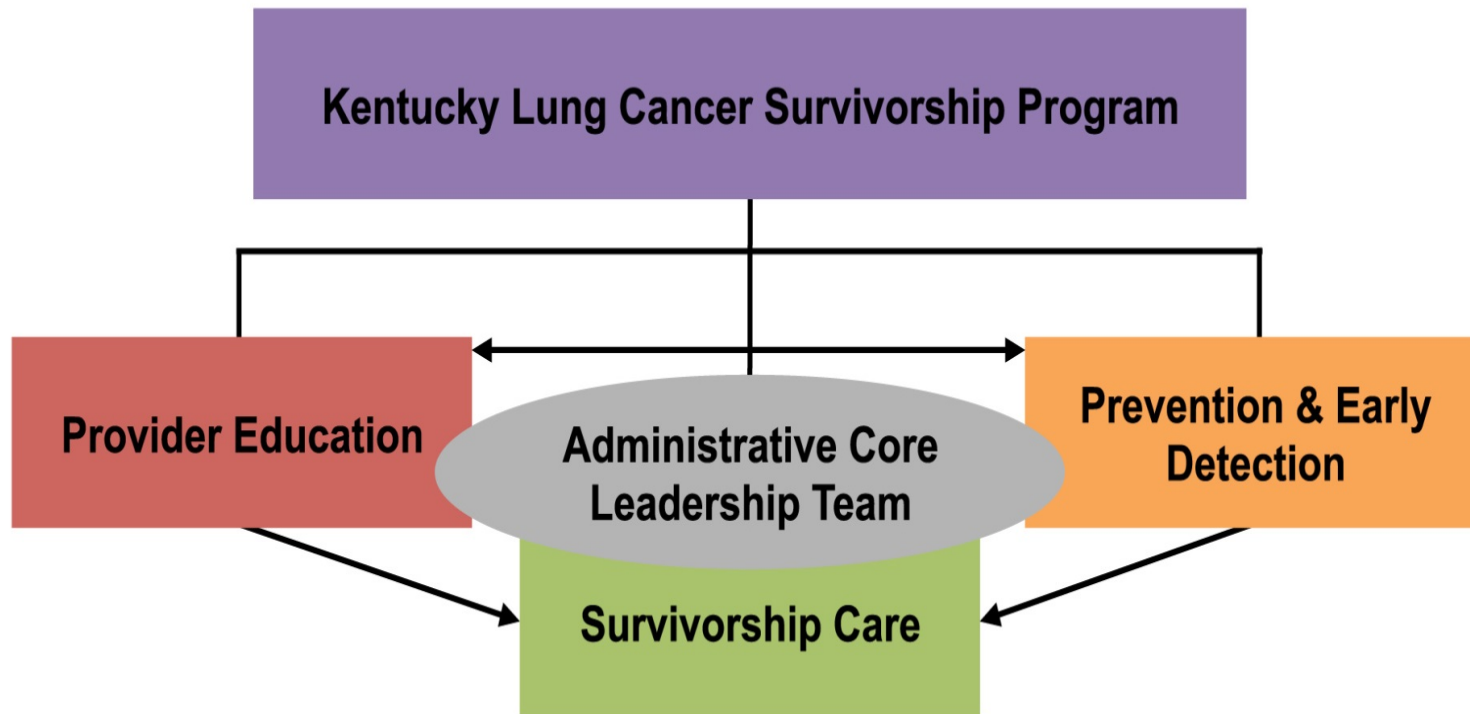 Kentucky Lung Cancer Survivorship Program
Provider Education
Administrative Core
Leadership Team
Prevention & Early
Detection
Survivorship Care